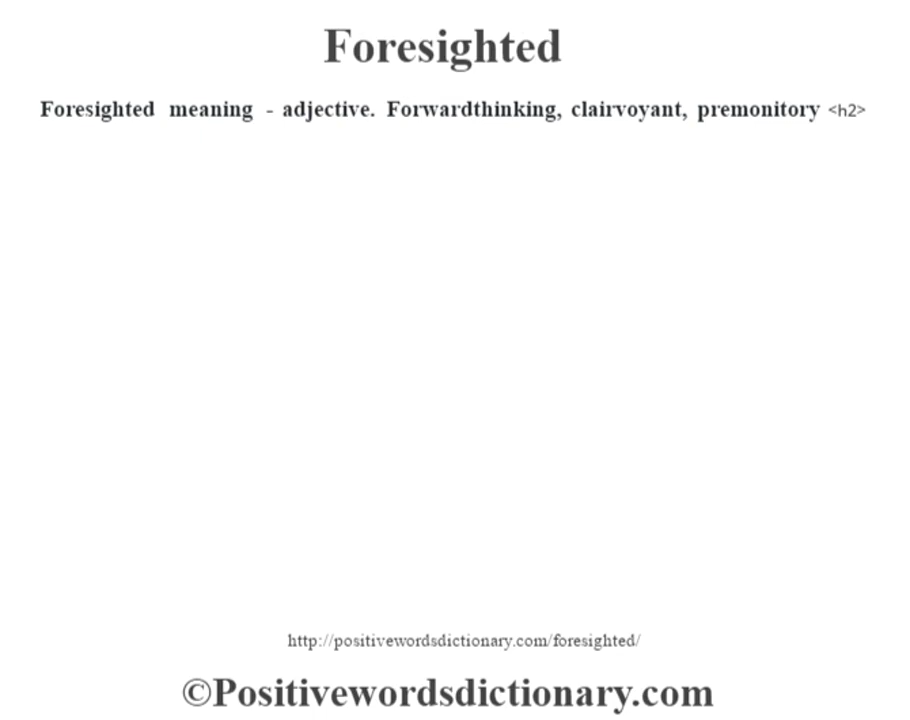 Foresighted
Foresighted meaning - adjective. Forwardthinking, clairvoyant, premonitory <h2>
http://positivewordsdictionary.com/foresighted/
©Positivewordsdictionary.com